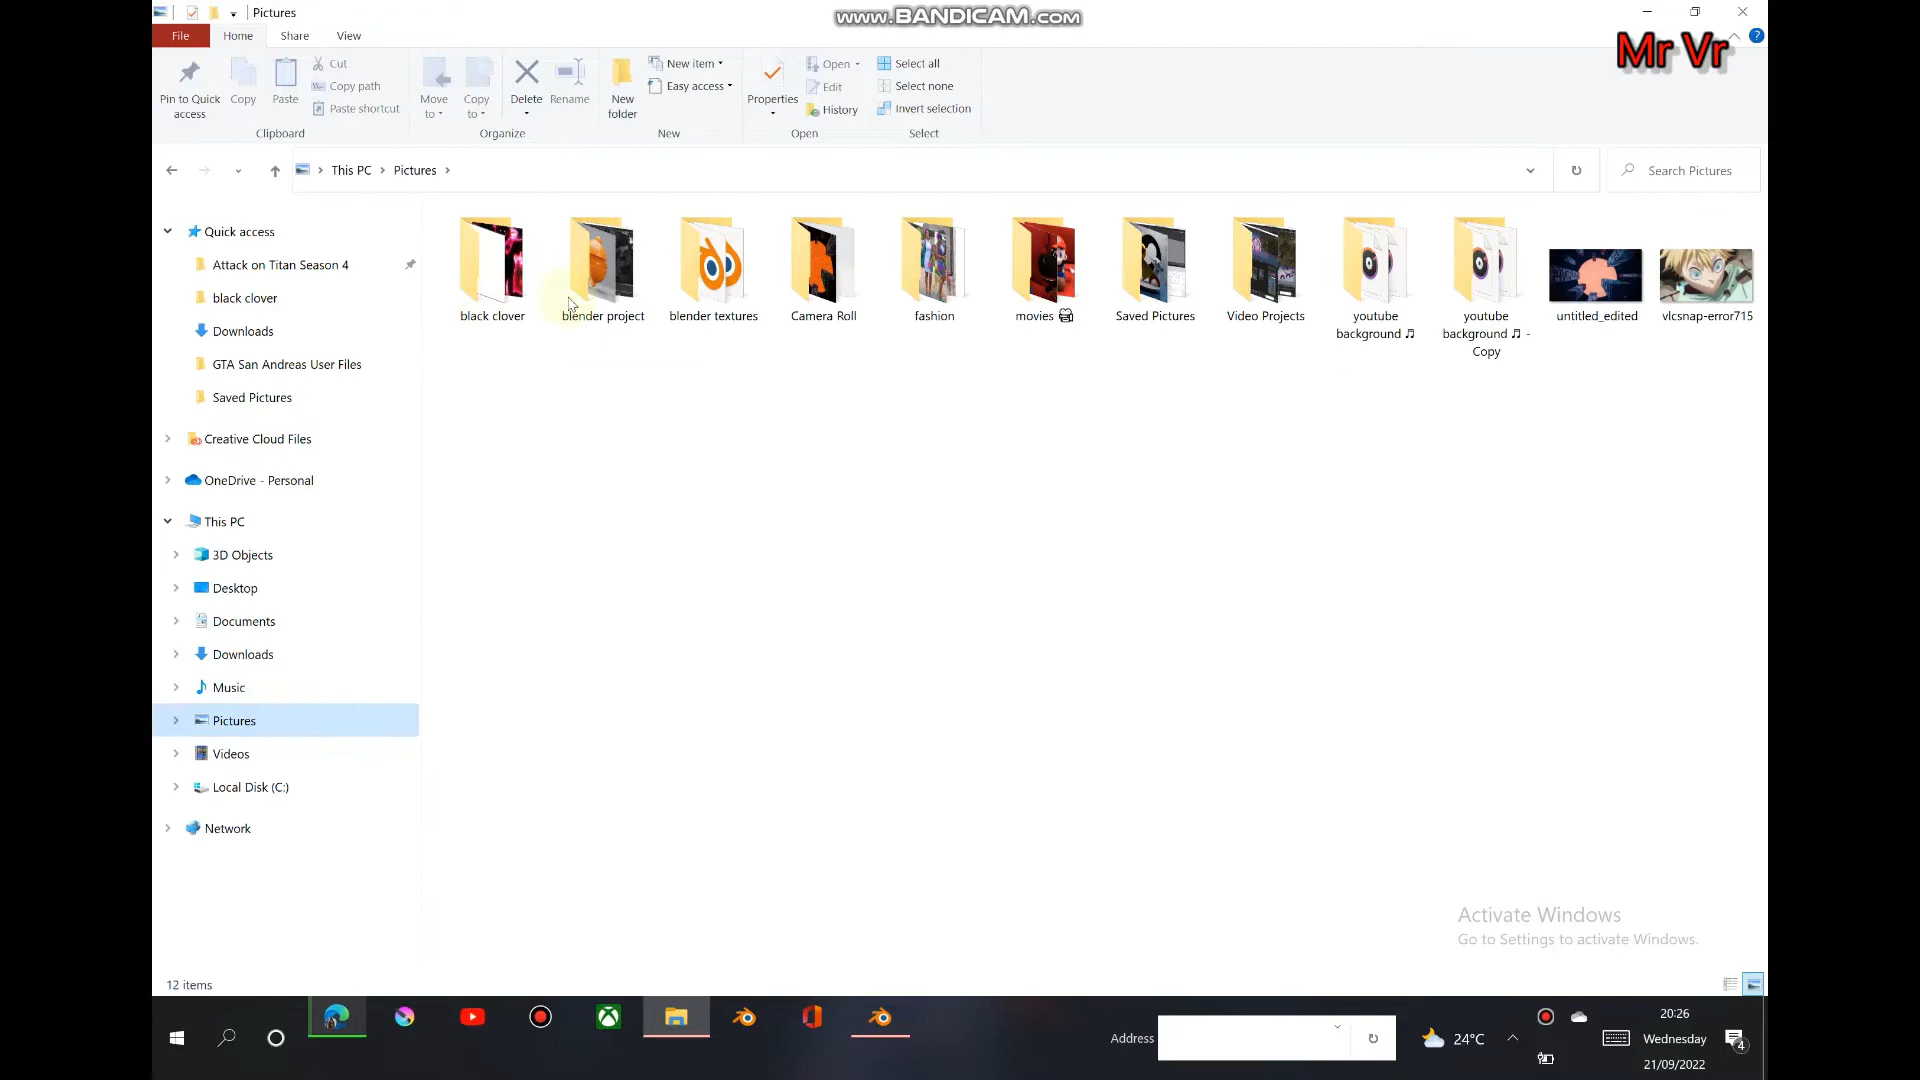 Pictures
www.BANDICAM.com
Mr Vr
File
Home
Share
View
Pin to Quick
access
Copy
Paste
Cut
Copy path
Paste shortcut
Clipboard
Move
to
Copy
to
Delete
Rename
Organize
New
folder
New item
Easy access
New
Properties
Open
Edit
History
Open
Select all
Select none
Invert selection
Select
This PC
Pictures
Search Pictures
Quick access
Attack on Titan Season 4
black clover
Downloads
GTA San Andreas User Files
Saved Pictures
Creative Cloud Files
OneDrive - Personal
This PC
3D Objects
Desktop
Documents
Downloads
Music
Pictures
Videos
Local Disk (C:)
Network
black clover
blender project
blender textures
Camera Roll
fashion
movies 📽
Saved Pictures
Video Projects
youtube
background ♬
youtube
background ♬ -
Copy
untitled_edited
vlcsnap-error715
Activate Windows
Go to Settings to activate Windows.
12 items
Address
24°C
20:26
Wednesday
21/09/2022
4